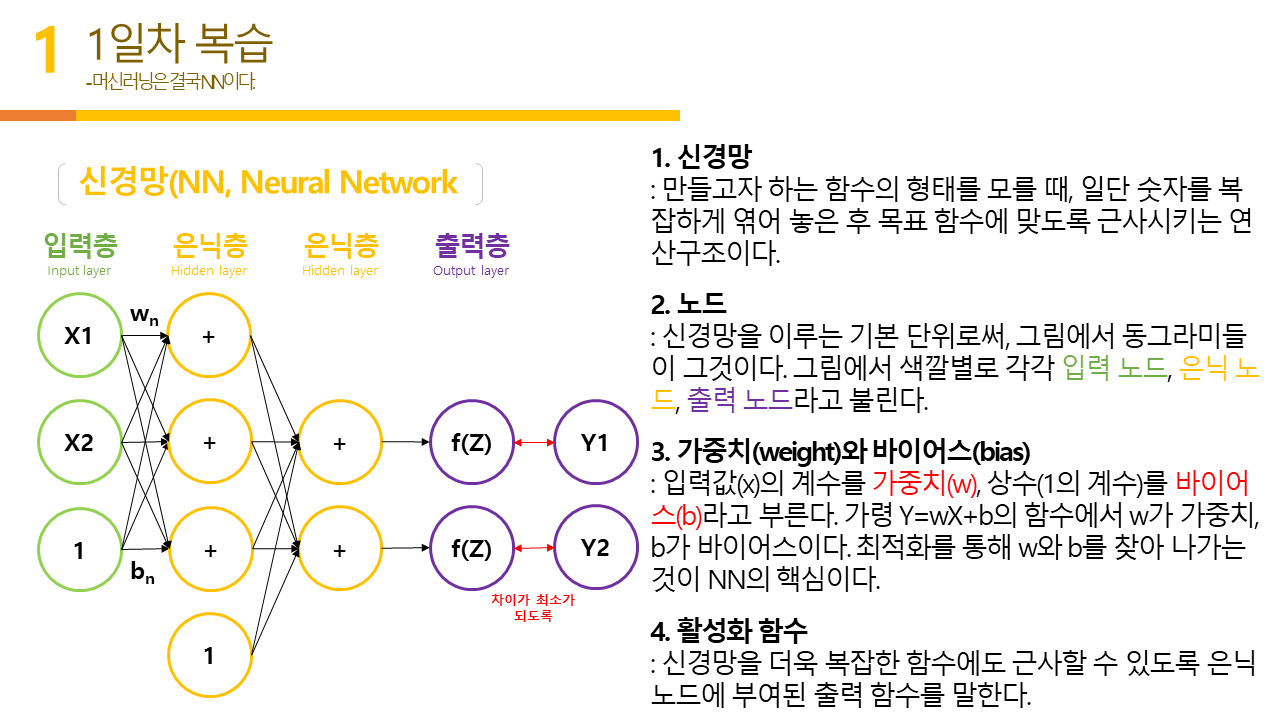 1
1일차 복습
-머신러닝은 결국 NN이다.
신경망(NN, Neural Network
입력층 은닉층 은닉층 출력층
Input layer Hidden layer Hidden layer Output layer
X1 wn +
X2 + + f(Z) Y1
1 + + f(Z) Y2
bn
차이가 최소가
되도록
1
1. 신경망
: 만들고자 하는 함수의 형태를 모를 때, 일단 숫자를 복
잡하게 엮어 놓은 후 목표 함수에 맞도록 근사시키는 연
산구조이다.
2. 노드
: 신경망을 이루는 기본 단위로써, 그림에서 동그라미들
이 그것이다. 그림에서 색깔별로 각각 입력 노드, 은닉 노
드, 출력 노드라고 불린다.
3. 가중치(weight)와 바이어스(bias)
: 입력값(x)의 계수를 가중치(w), 상수(1의 계수)를 바이어
스(b)라고 부른다. 가령 Y=wX+b의 함수에서 w가 가중치,
b가 바이어스이다. 최적화를 통해 w와 b를 찾아 나가는
것이 NN의 핵심이다.
4. 활성화 함수
: 신경망을 더욱 복잡한 함수에도 근사할 수 있도록 은닉
노드에 부여된 출력 함수를 말한다.